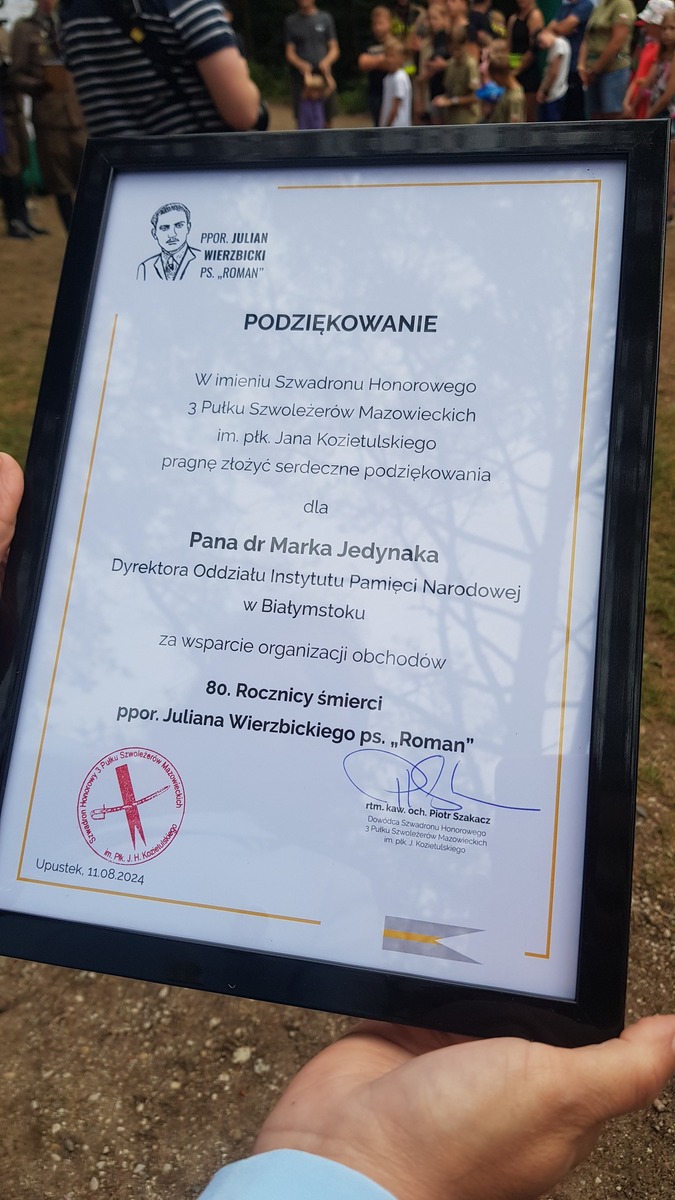 PPOR. JULIAN
WIERZBICKI
PS. „ROMAN”
PODZIĘKOWANIE
W imieniu Szwadronu Honorowego
3 Pułku Szwoleżerów Mazowieckich
im. płk. Jana Kozietulskiego
pragnę złożyć serdeczne podziękowania
dla
Pana dr Marka Jedynaka
Dyrektora Oddziału Instytutu Pamięci Narodowej
w Białymstoku
za wsparcie organizacji obchodów
80. Rocznicy śmierci
ppor. Juliana Wierzbickiego ps. „Roman”
rtm. kaw. och. Piotr Szakacz
Dowódca Szwadronu Honorowego
3 Pułku Szwoleżerów Mazowieckich
im. płk. J. Kozietulskiego
Szwadron Honorowy 3 Pułku Szwoleżerów Mazowieckich
im. Płk. J. H. Kozietulskiego
Upustek, 11.08.2024